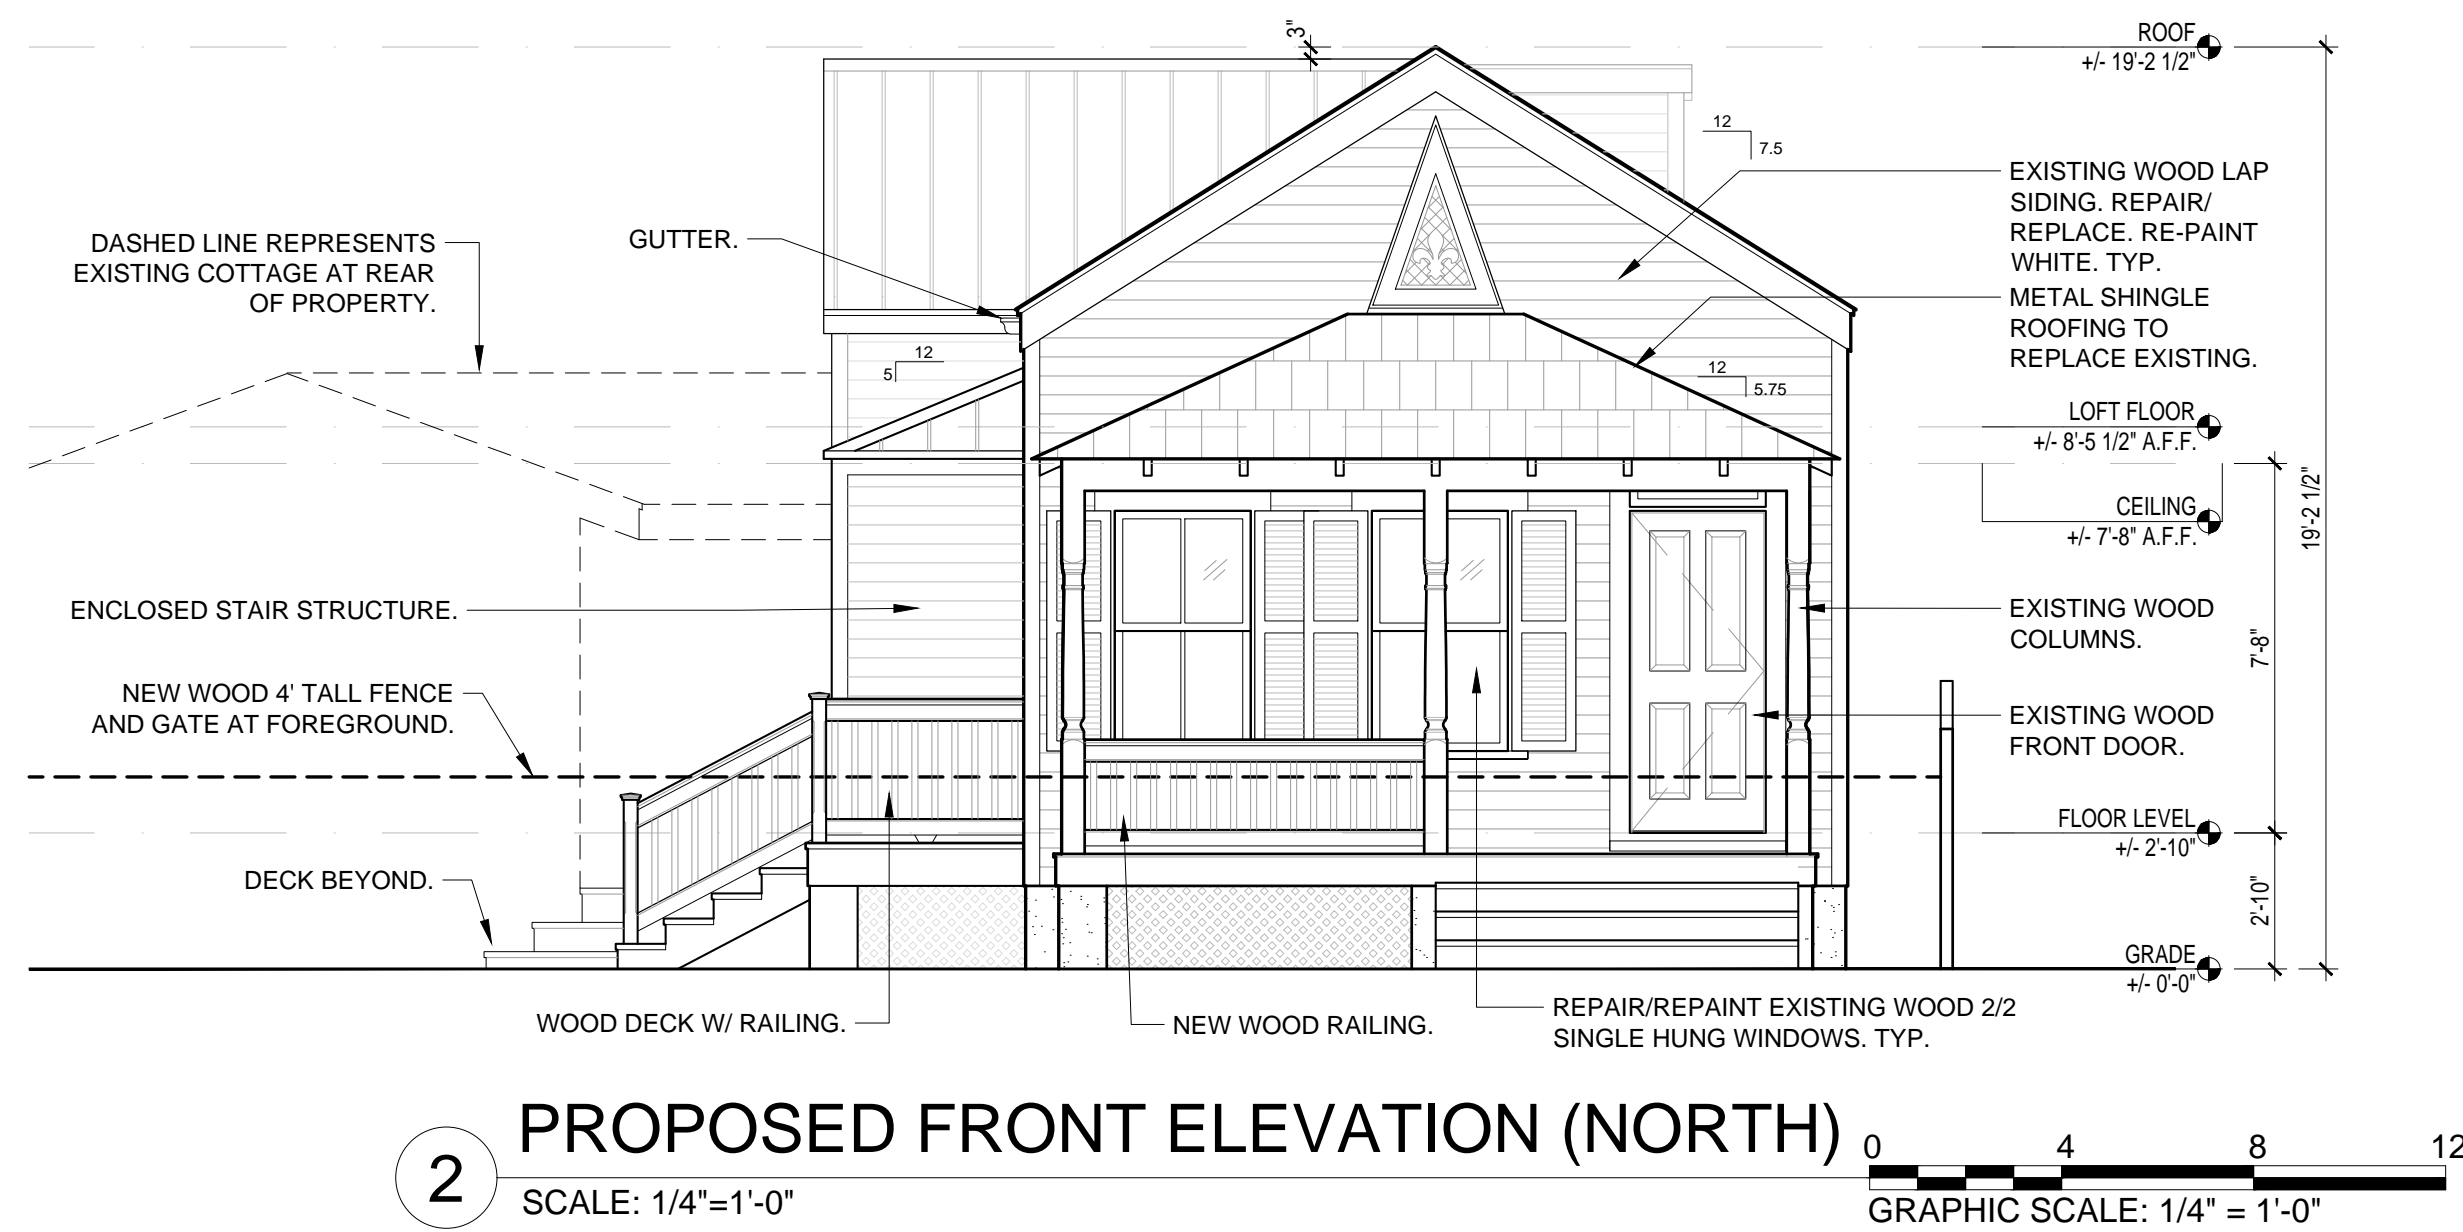 3"
ROOF
+/- 19'-2 1/2"
12
7.5
EXISTING WOOD LAP
SIDING. REPAIR/
REPLACE. RE-PAINT
WHITE. TYP.
DASHED LINE REPRESENTS
EXISTING COTTAGE AT REAR
OF PROPERTY.
GUTTER.
METAL SHINGLE
ROOFING TO
REPLACE EXISTING.
12
5
12
5.75
LOFT FLOOR
+/- 8'-5 1/2" A.F.F.
CEILING
+/- 7'-8" A.F.F.
19'-2 1/2"
ENCLOSED STAIR STRUCTURE.
EXISTING WOOD
COLUMNS.
7'-8"
NEW WOOD 4' TALL FENCE
AND GATE AT FOREGROUND.
EXISTING WOOD
FRONT DOOR.
FLOOR LEVEL
+/- 2'-10"
DECK BEYOND.
2'-10"
GRADE
+/- 0'-0"
WOOD DECK W/ RAILING.
NEW WOOD RAILING.
REPAIR/REPAINT EXISTING WOOD 2/2
SINGLE HUNG WINDOWS. TYP.
2
PROPOSED FRONT ELEVATION (NORTH)
SCALE: 1/4"=1'-0"
0 4 8 12
GRAPHIC SCALE: 1/4" = 1'-0"